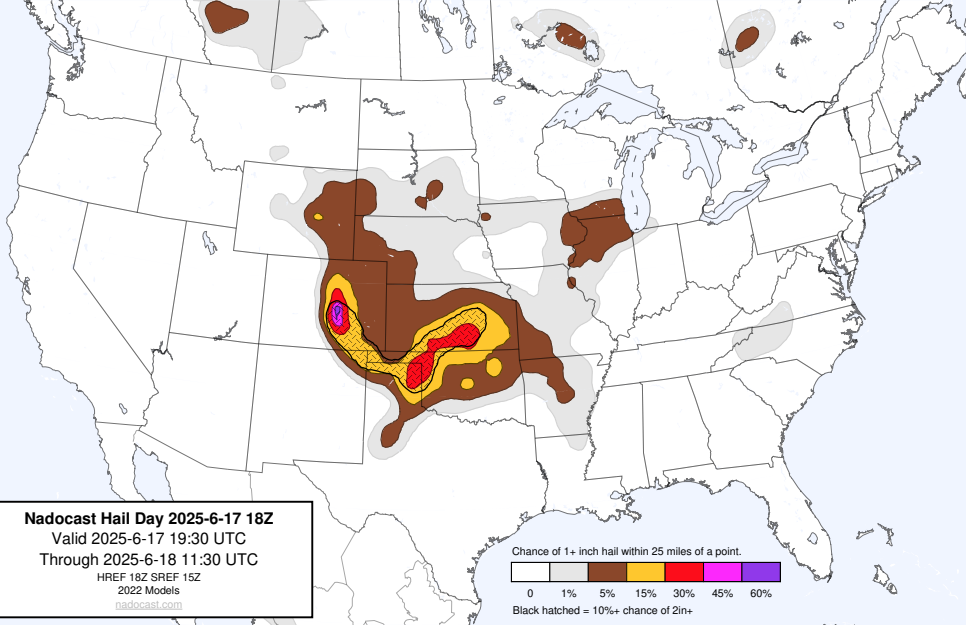 Nadocast Hail Day 2025-6-17 18Z
Valid 2025-6-17 19:30 UTC
Through 2025-6-18 11:30 UTC
HREF 18Z SREF 15Z
2022 Models
nadocast.com
Chance of 1+ inch hail within 25 miles of a point.
0 1% 5% 15% 30% 45% 60%
Black hatched = 10%+ chance of 2in+